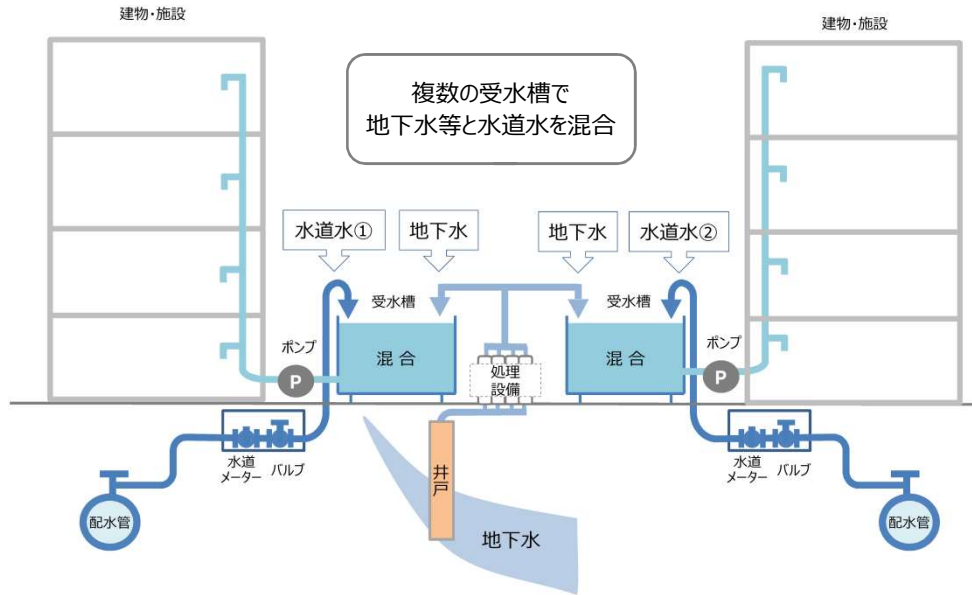 建物・施設
建物・施設
複数の受水槽で
地下水等と水道水を混合
水道水①
地下水
地下水
水道水②
受水槽
受水槽
ポンプ
P
混合
処理
設備
混合
ポンプ
P
水道
メーター
バルブ
井戸
水道
メーター
バルブ
配水管
地下水
配水管